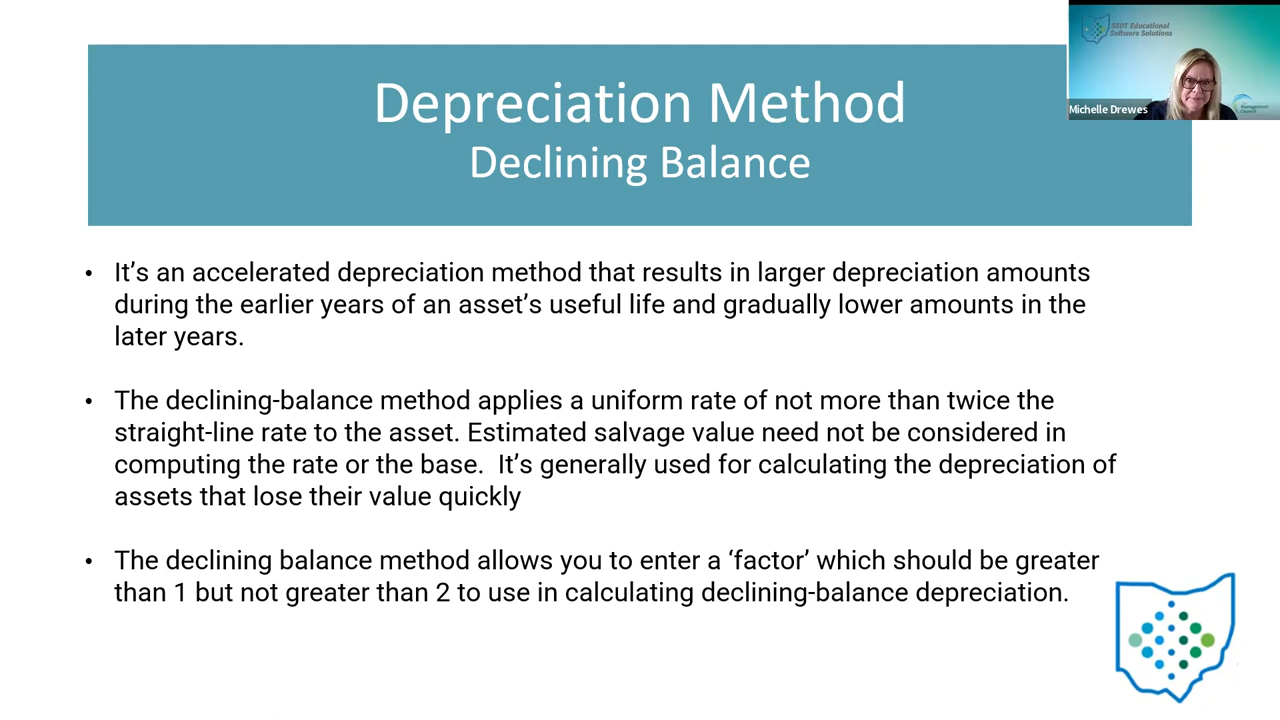 SSDT Educational
Software Solutions
Michelle Drewes
Management
Council
Depreciation Method
Declining Balance
• It’s an accelerated depreciation method that results in larger depreciation amounts
during the earlier years of an asset’s useful life and gradually lower amounts in the
later years.
• The declining-balance method applies a uniform rate of not more than twice the
straight-line rate to the asset. Estimated salvage value need not be considered in
computing the rate or the base.  It’s generally used for calculating the depreciation of
assets that lose their value quickly
• The declining balance method allows you to enter a ‘factor’ which should be greater
than 1 but not greater than 2 to use in calculating declining-balance depreciation.